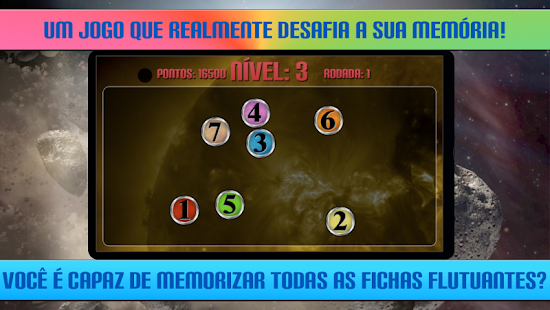 UM JOGO QUE REALMENTE DESAFIA A SUA MEMÓRIA!
PONTOS: 16500 NÍVEL: 3 RODADA: 1
4
7
6
3
1
5
2
VOCÊ É CAPAZ DE MEMORIZAR TODAS AS FICHAS FLUTUANTES?